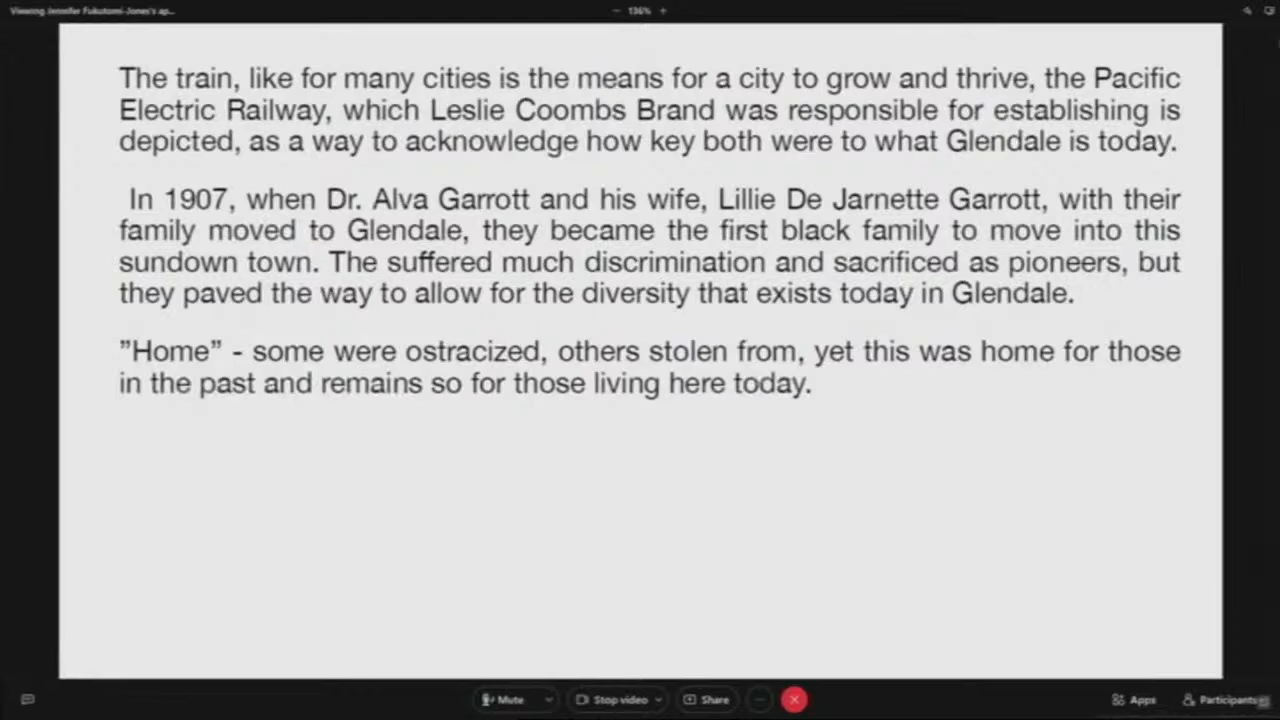 Viewing Jennifer Fukutomi-Jones's ap...
− 136% +
The train, like for many cities is the means for a city to grow and thrive, the Pacific
Electric Railway, which Leslie Coombs Brand was responsible for establishing is
depicted, as a way to acknowledge how key both were to what Glendale is today.
In 1907, when Dr. Alva Garrott and his wife, Lillie De Jarnette Garrott, with their
family moved to Glendale, they became the first black family to move into this
sundown town. The suffered much discrimination and sacrificed as pioneers, but
they paved the way to allow for the diversity that exists today in Glendale.
”Home” - some were ostracized, others stolen from, yet this was home for those
in the past and remains so for those living here today.
Mute Stop video Share Apps Participants